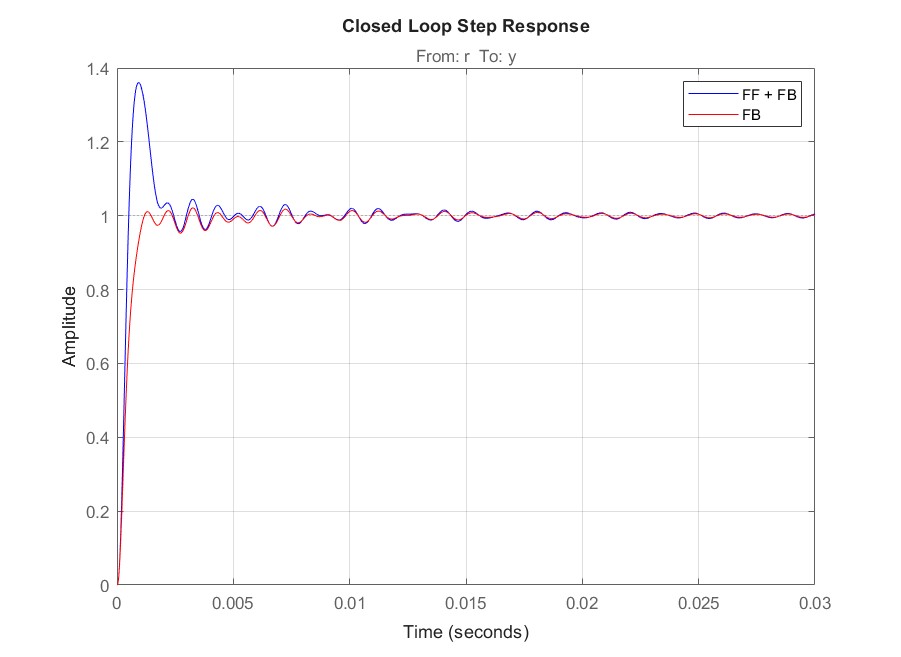 Closed Loop Step Response
From: r To: y
FF + FB
FB
Amplitude
1.4
1.2
1
0.8
0.6
0.4
0.2
0
0
0.005
0.01
0.015
0.02
0.025
0.03
Time (seconds)